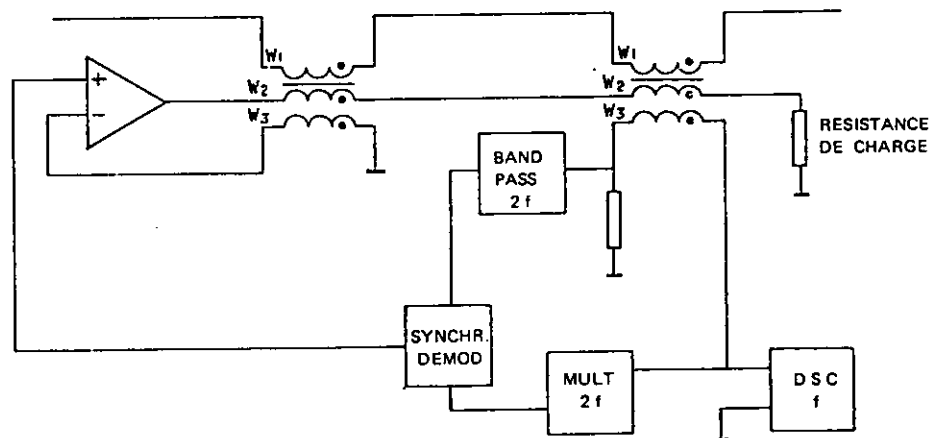 W1
W1
+
W2
W2
−
W3
W3
RESISTANCE
DE CHARGE
BAND
PASS
2 f
SYNCHR.
DEMOD
MULT
2 f
D S C
f